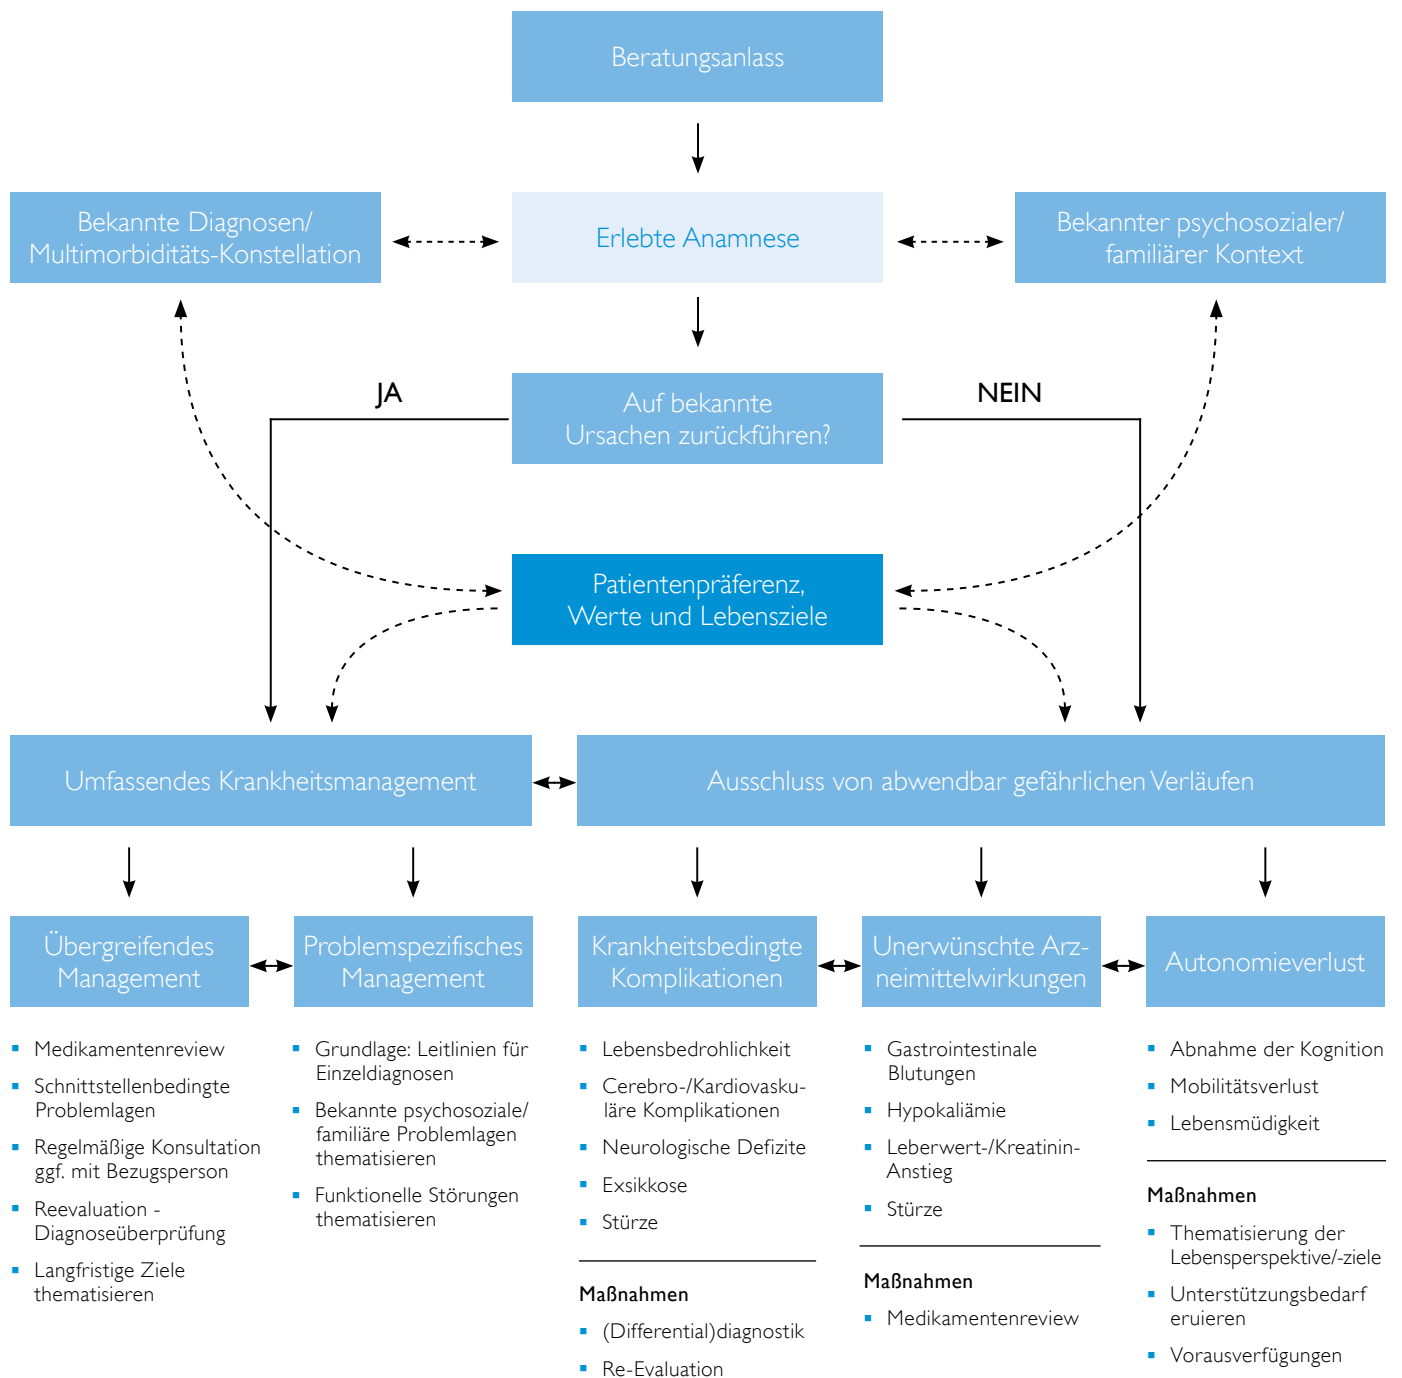 Beratungsanlass
Bekannte Diagnosen/
Multimorbiditäts-Konstellation
Erlebte Anamnese
Bekannter psychosozialer/
familiärer Kontext
JA
Auf bekannte
Ursachen zurückführen?
NEIN
Patientenpräferenz,
Werte und Lebensziele
Umfassendes Krankheitsmanagement
Ausschluss von abwendbar gefährlichen Verläufen
Übergreifendes
Management
Problemspezifisches
Management
Krankheitsbedingte
Komplikationen
Unerwünschte Arz-
neimittelwirkungen
Autonomieverlust
▪ Medikamentenreview
▪ Schnittstellenbedingte
Problemlagen
▪ Regelmäßige Konsultation
ggf. mit Bezugsperson
▪ Reevaluation -
Diagnoseüberprüfung
▪ Langfristige Ziele
thematisieren
▪ Grundlage: Leitlinien für
Einzeldiagnosen
▪ Bekannte psychosoziale/
familiäre Problemlagen
thematisieren
▪ Funktionelle Störungen
thematisieren
▪ Lebensbedrohlichkeit
▪ Cerebro-/Kardiovasku-
läre Komplikationen
▪ Neurologische Defizite
▪ Exsikkose
▪ Stürze
Maßnahmen
▪ (Differential)diagnostik
▪ Re-Evaluation
▪ Gastrointestinale
Blutungen
▪ Hypokaliämie
▪ Leberwert-/Kreatinin-
Anstieg
▪ Stürze
Maßnahmen
▪ Medikamentenreview
▪ Abnahme der Kognition
▪ Mobilitätsverlust
▪ Lebensmüdigkeit
Maßnahmen
▪ Thematisierung der
Lebensperspektive/-ziele
▪ Unterstützungsbedarf
eruieren
▪ Vorausverfügungen